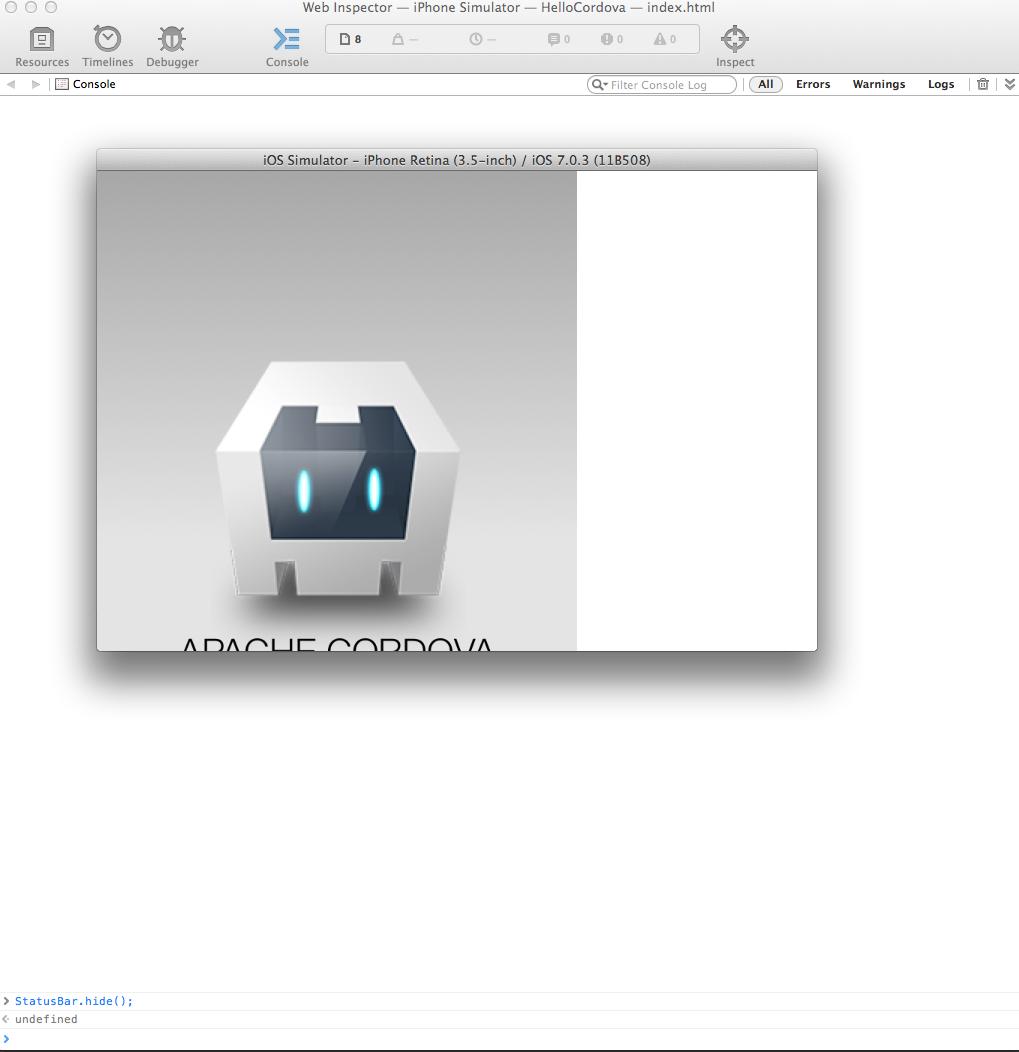 Web Inspector — iPhone Simulator — HelloCordova — index.html
8 — — 0 0 0
Resources Timelines Debugger Console Inspect
Console Filter Console Log All Errors Warnings Logs
iOS Simulator – iPhone Retina (3.5-inch) / iOS 7.0.3 (11B508)
APACHE CORDOVA
StatusBar.hide();
undefined